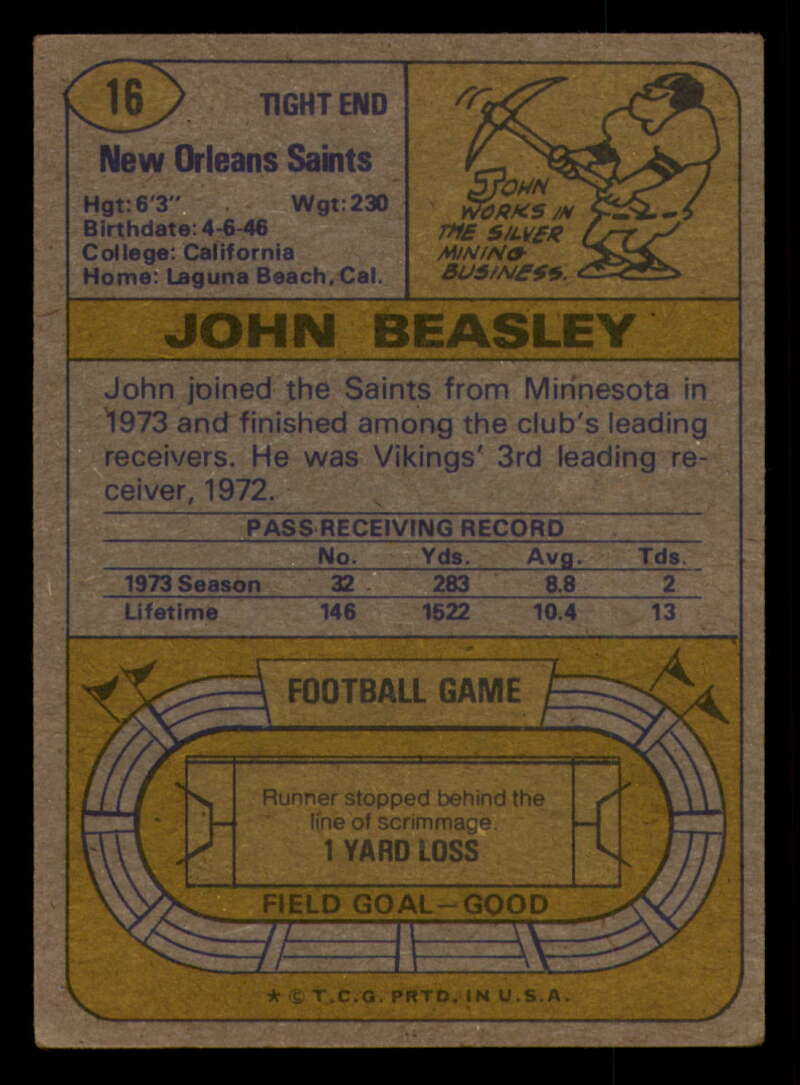 16
TIGHT END
New Orleans Saints
Hgt: 6'3" Wgt: 230
Birthdate: 4-6-46
College: California
Home: Laguna Beach, Cal.
JOHN
WORKS IN
THE SILVER
MINING
BUSINESS.
JOHN BEASLEY
John joined the Saints from Minnesota in
1973 and finished among the club's leading
receivers. He was Vikings' 3rd leading re-
ceiver, 1972.
PASS RECEIVING RECORD
No. Yds. Avg. Tds.
1973 Season 32 283 8.8 2
Lifetime 146 1522 10.4 13
FOOTBALL GAME
Runner stopped behind the
line of scrimmage.
1 YARD LOSS
FIELD GOAL—GOOD
★ © T.C.G. PRTD. IN U.S.A.